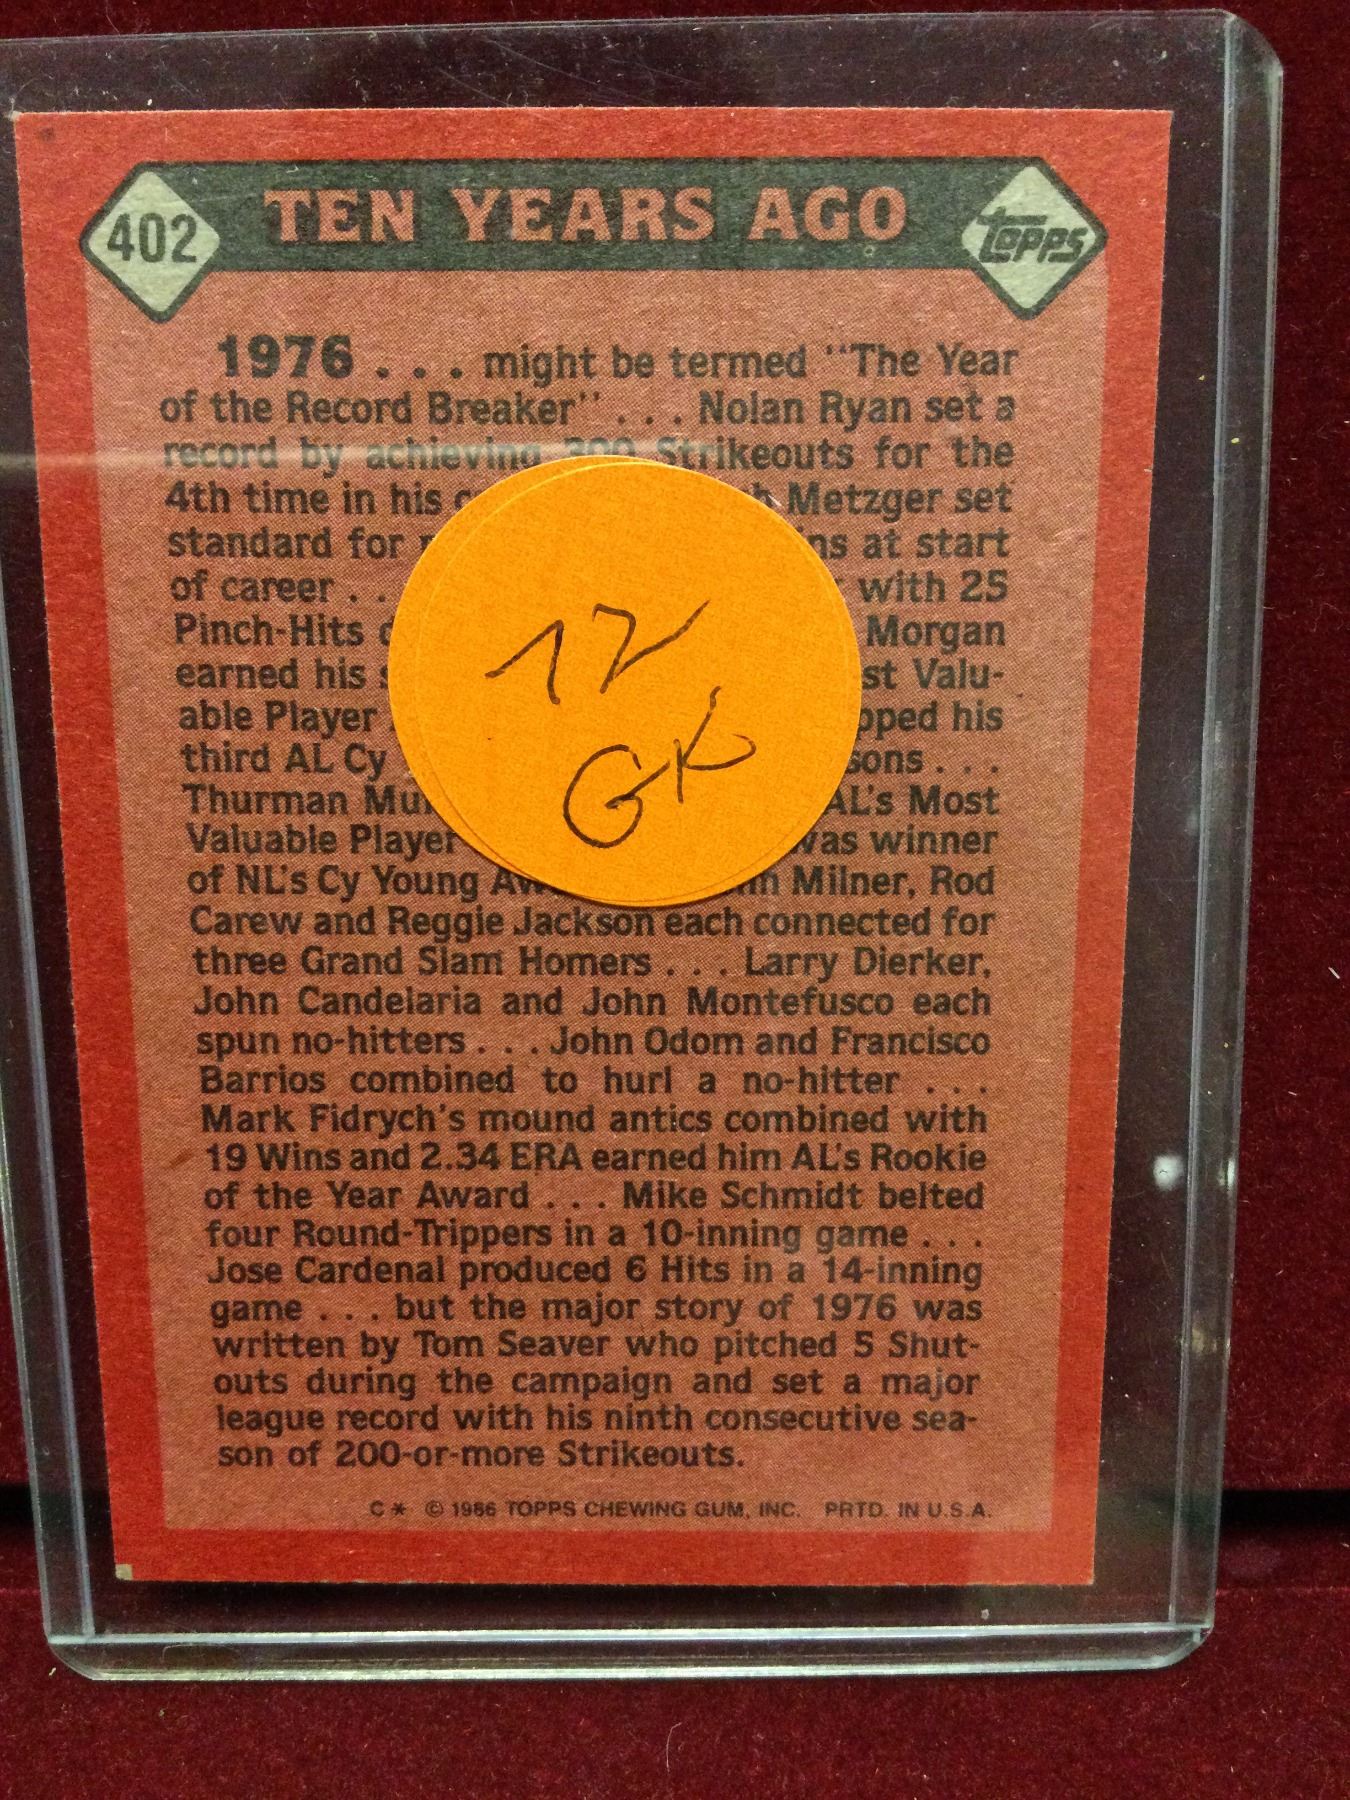 402 TEN YEARS AGO topps
1976 . . . might be termed "The Year
of the Record Breaker" . . . Nolan Ryan set a
record by achieving 300 Strikeouts for the
4th time in his Metzger set
standard for at start
of career . . with 25
Pinch-Hits Morgan
earned his st Valu-
able Player pped his
third AL Cy sons . . .
Thurman AL's Most
Valuable Player was winner
of NL's Cy Young Milner, Rod
Carew and Reggie Jackson each connected for
three Grand Slam Homers . . . Larry Dierker,
John Candelaria and John Montefusco each
spun no-hitters . . . John Odom and Francisco
Barrios combined to hurl a no-hitter . . .
Mark Fidrych's mound antics combined with
19 Wins and 2.34 ERA earned him AL's Rookie
of the Year Award . . . Mike Schmidt belted
four Round-Trippers in a 10-inning game . . .
Jose Cardenal produced 6 Hits in a 14-inning
game . . . but the major story of 1976 was
written by Tom Seaver who pitched 5 Shut-
outs during the campaign and set a major
league record with his ninth consecutive sea-
son of 200-or-more Strikeouts.
C * © 1986 TOPPS CHEWING GUM, INC. PRTD. IN U.S.A.
12
GK